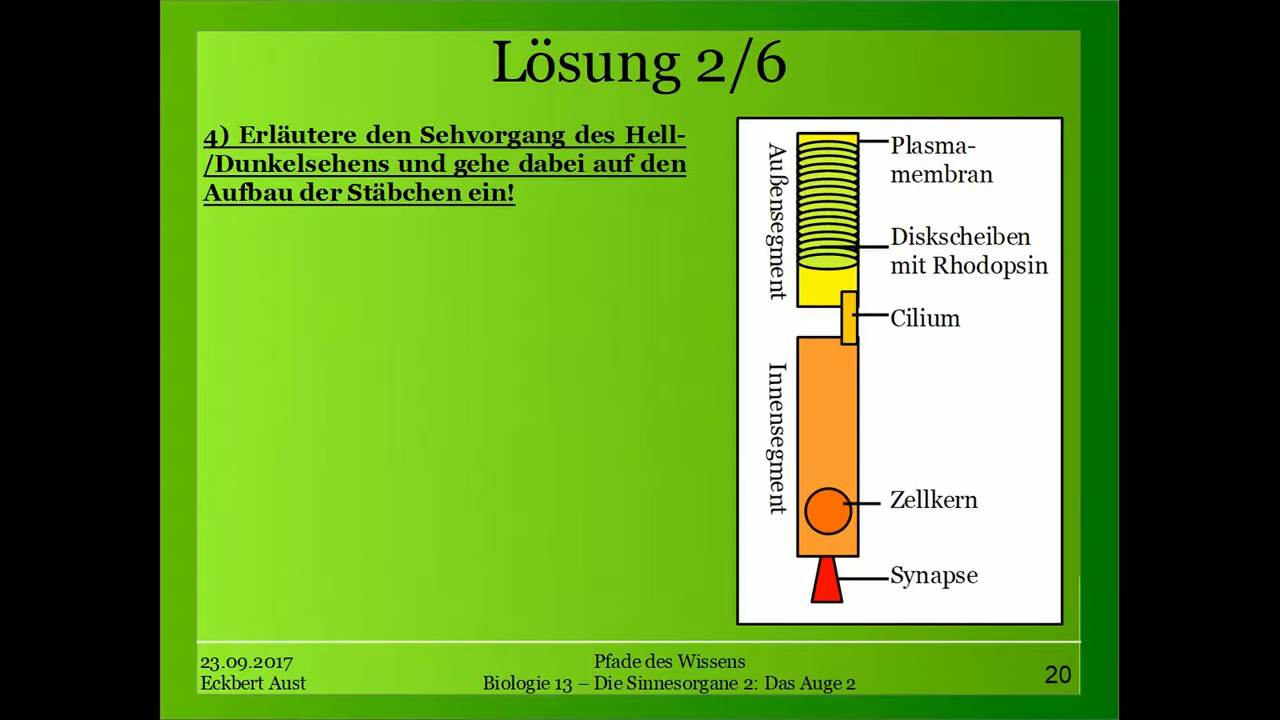 Lösung 2/6
4) Erläutere den Sehvorgang des Hell-
/Dunkelsehens und gehe dabei auf den
Aufbau der Stäbchen ein!
Außensegment
Plasma-
membran
Diskscheiben
mit Rhodopsin
Cilium
Innensegment
Zellkern
Synapse
23.09.2017
Eckbert Aust
Pfade des Wissens
Biologie 13 – Die Sinnesorgane 2: Das Auge 2
20